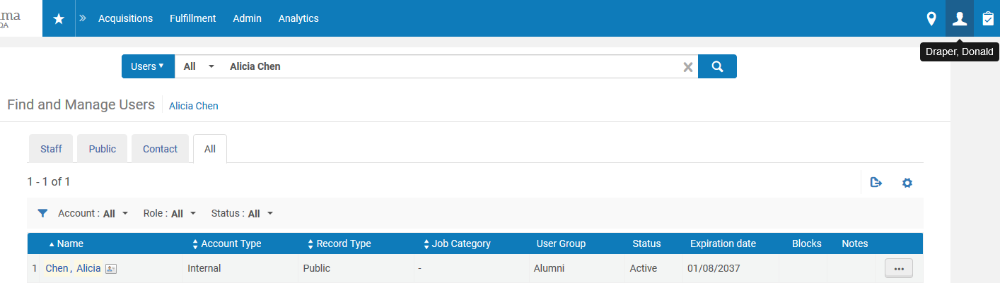 ma
QA
Acquisitions Fulfillment Admin Analytics
Draper, Donald
Users All Alicia Chen
Find and Manage Users Alicia Chen
Staff Public Contact All
1 - 1 of 1
Account : All Role : All Status : All
Name Account Type Record Type Job Category User Group Status Expiration date Blocks Notes
1 Chen, Alicia Internal Public - Alumni Active 01/08/2037